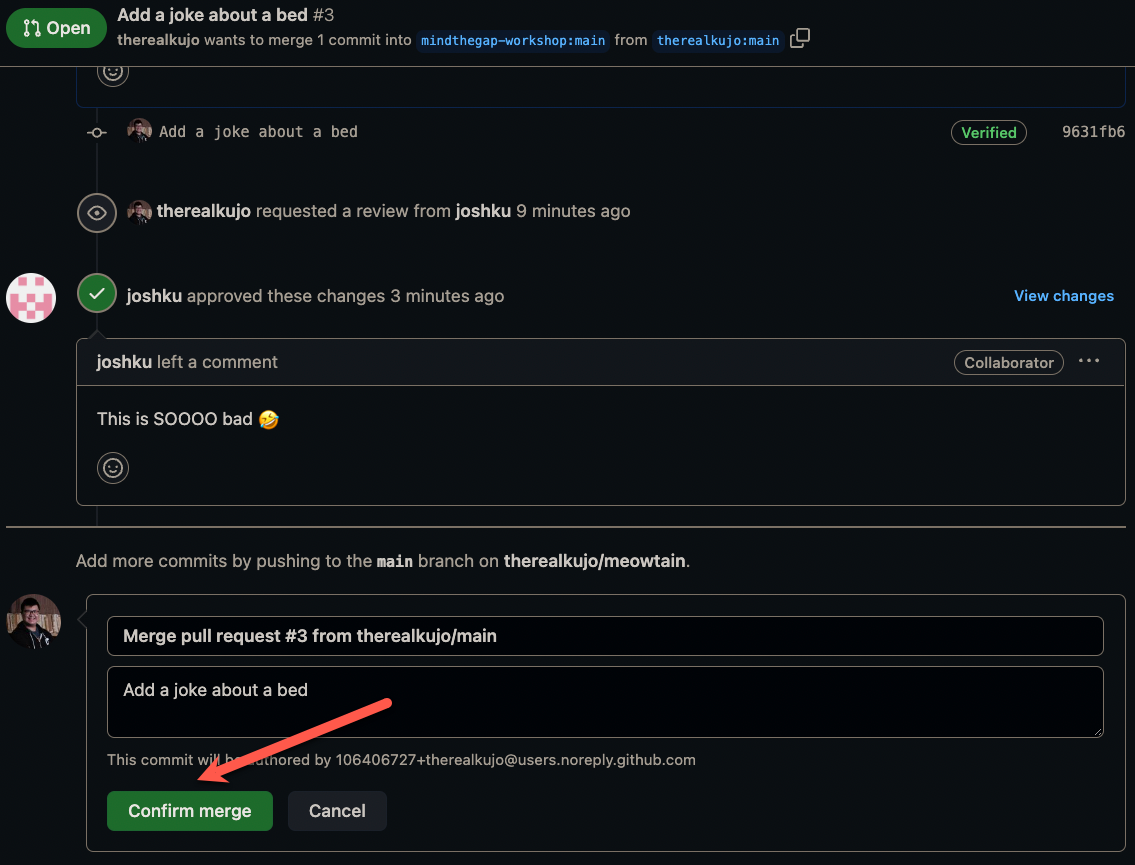 Open
Add a joke about a bed #3
therealkujo wants to merge 1 commit into mindthegap-workshop:main from therealkujo:main
Add a joke about a bed Verified 9631fb6
therealkujo requested a review from joshku 9 minutes ago
joshku approved these changes 3 minutes ago View changes
joshku left a comment Collaborator ...
This is SOOOO bad 🤣
Add more commits by pushing to the main branch on therealkujo/meowtain.
Merge pull request #3 from therealkujo/main
Add a joke about a bed
This commit will be authored by 106406727+therealkujo@users.noreply.github.com
Confirm merge Cancel